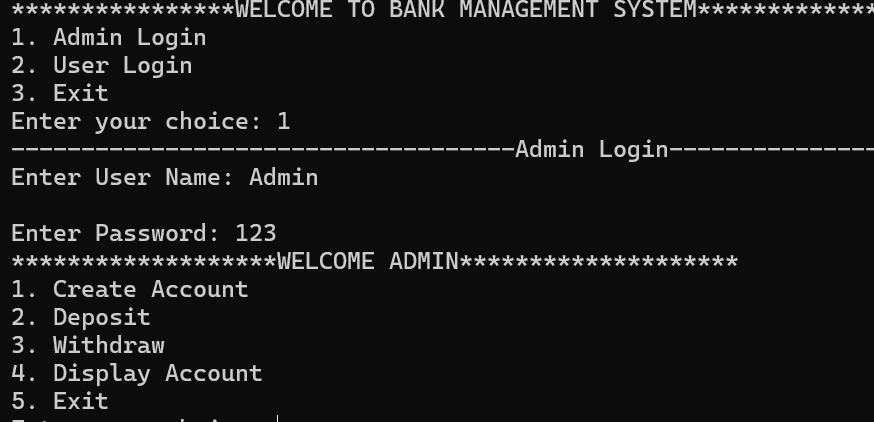 ****************WELCOME TO BANK MANAGEMENT SYSTEM*************
1. Admin Login
2. User Login
3. Exit
Enter your choice: 1
------------------------------------Admin Login---------------
Enter User Name: Admin
Enter Password: 123
*******************WELCOME ADMIN********************
1. Create Account
2. Deposit
3. Withdraw
4. Display Account
5. Exit